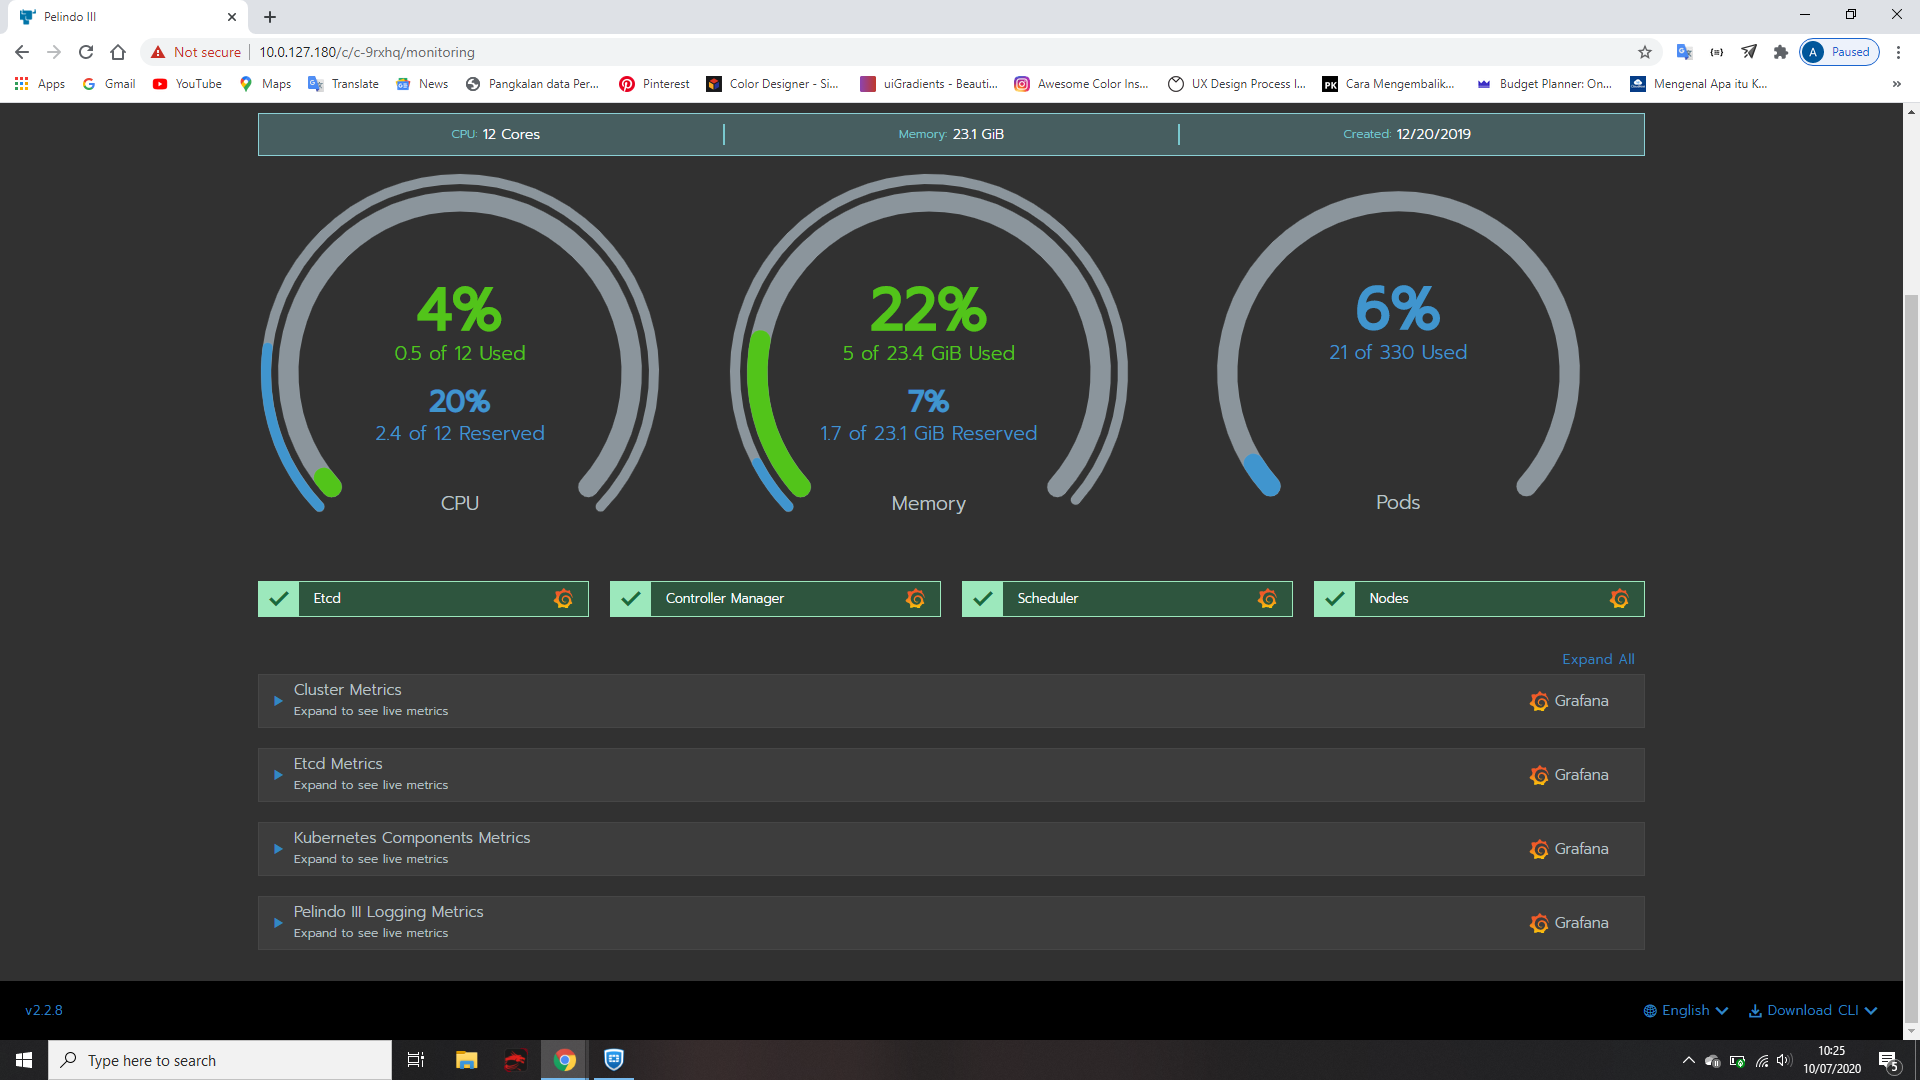 Pelindo III
Not secure
10.0.127.180/c/c-9rxhq/monitoring
A Paused
Apps
Gmail
YouTube
Maps
Translate
News
Pangkalan data Per...
Pinterest
Color Designer - Si...
uiGradients - Beauti...
Awesome Color Ins...
UX Design Process I...
PK Cara Mengembalik...
Budget Planner: On...
Mengenal Apa itu K...
»
CPU: 12 Cores
Memory: 23.1 GiB
Created: 12/20/2019
4%
0.5 of 12 Used
20%
2.4 of 12 Reserved
CPU
22%
5 of 23.4 GiB Used
7%
1.7 of 23.1 GiB Reserved
Memory
6%
21 of 330 Used
Pods
Etcd
Controller Manager
Scheduler
Nodes
Expand All
Cluster Metrics
Expand to see live metrics
Grafana
Etcd Metrics
Expand to see live metrics
Grafana
Kubernetes Components Metrics
Expand to see live metrics
Grafana
Pelindo III Logging Metrics
Expand to see live metrics
Grafana
v2.2.8
English
Download CLI
Type here to search
10:25
10/07/2020
5